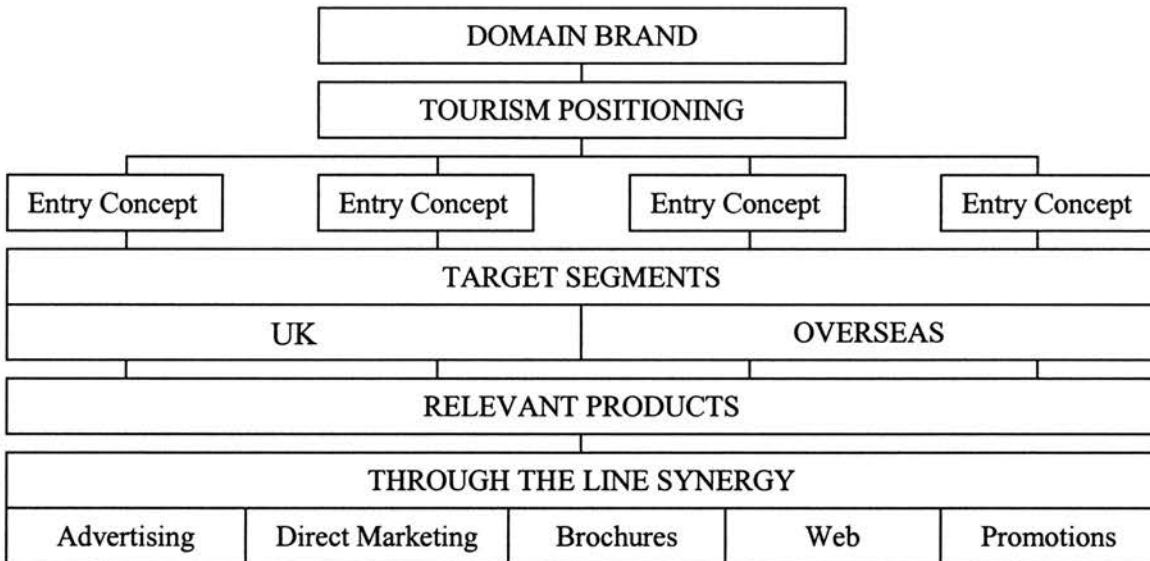 DOMAIN BRAND
TOURISM POSITIONING
Entry Concept
Entry Concept
Entry Concept
Entry Concept
TARGET SEGMENTS
UK
OVERSEAS
RELEVANT PRODUCTS
THROUGH THE LINE SYNERGY
Advertising
Direct Marketing
Brochures
Web
Promotions